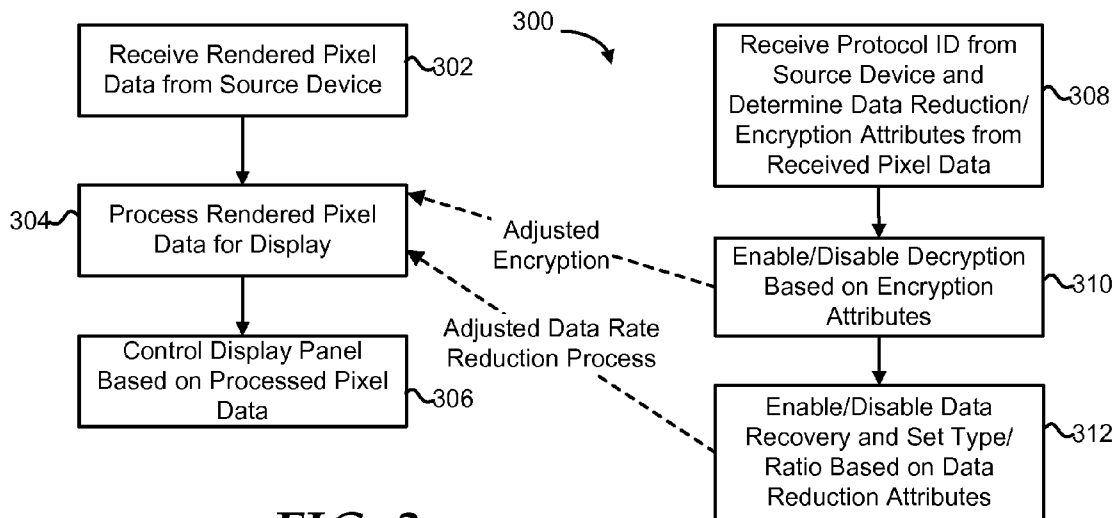 300
Receive Rendered Pixel
Data from Source Device
302
Process Rendered Pixel
Data for Display
304
Control Display Panel
Based on Processed Pixel
Data
306
Receive Protocol ID from
Source Device and
Determine Data Reduction/
Encryption Attributes from
Received Pixel Data
308
Adjusted
Encryption
Enable/Disable Decryption
Based on Encryption
Attributes
310
Adjusted Data Rate
Reduction Process
Enable/Disable Data
Recovery and Set Type/
Ratio Based on Data
Reduction Attributes
312